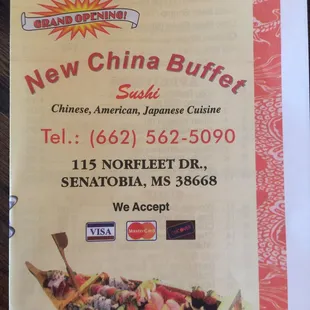 GRAND OPENING!
New China Buffet
Sushi
Chinese, American, Japanese Cuisine
Tel.: (662) 562-5090
115 NORFLEET DR.,
SENATOBIA, MS 38668
We Accept
VISA
MasterCard